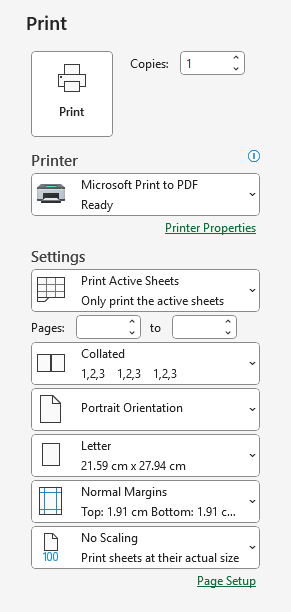 Print
Print
Copies: 1
Printer
Microsoft Print to PDF
Ready
Printer Properties
Settings
Print Active Sheets
Only print the active sheets
Pages: to
Collated
1,2,3 1,2,3 1,2,3
Portrait Orientation
Letter
21.59 cm x 27.94 cm
Normal Margins
Top: 1.91 cm Bottom: 1.91 c...
No Scaling
100
Print sheets at their actual size
Page Setup